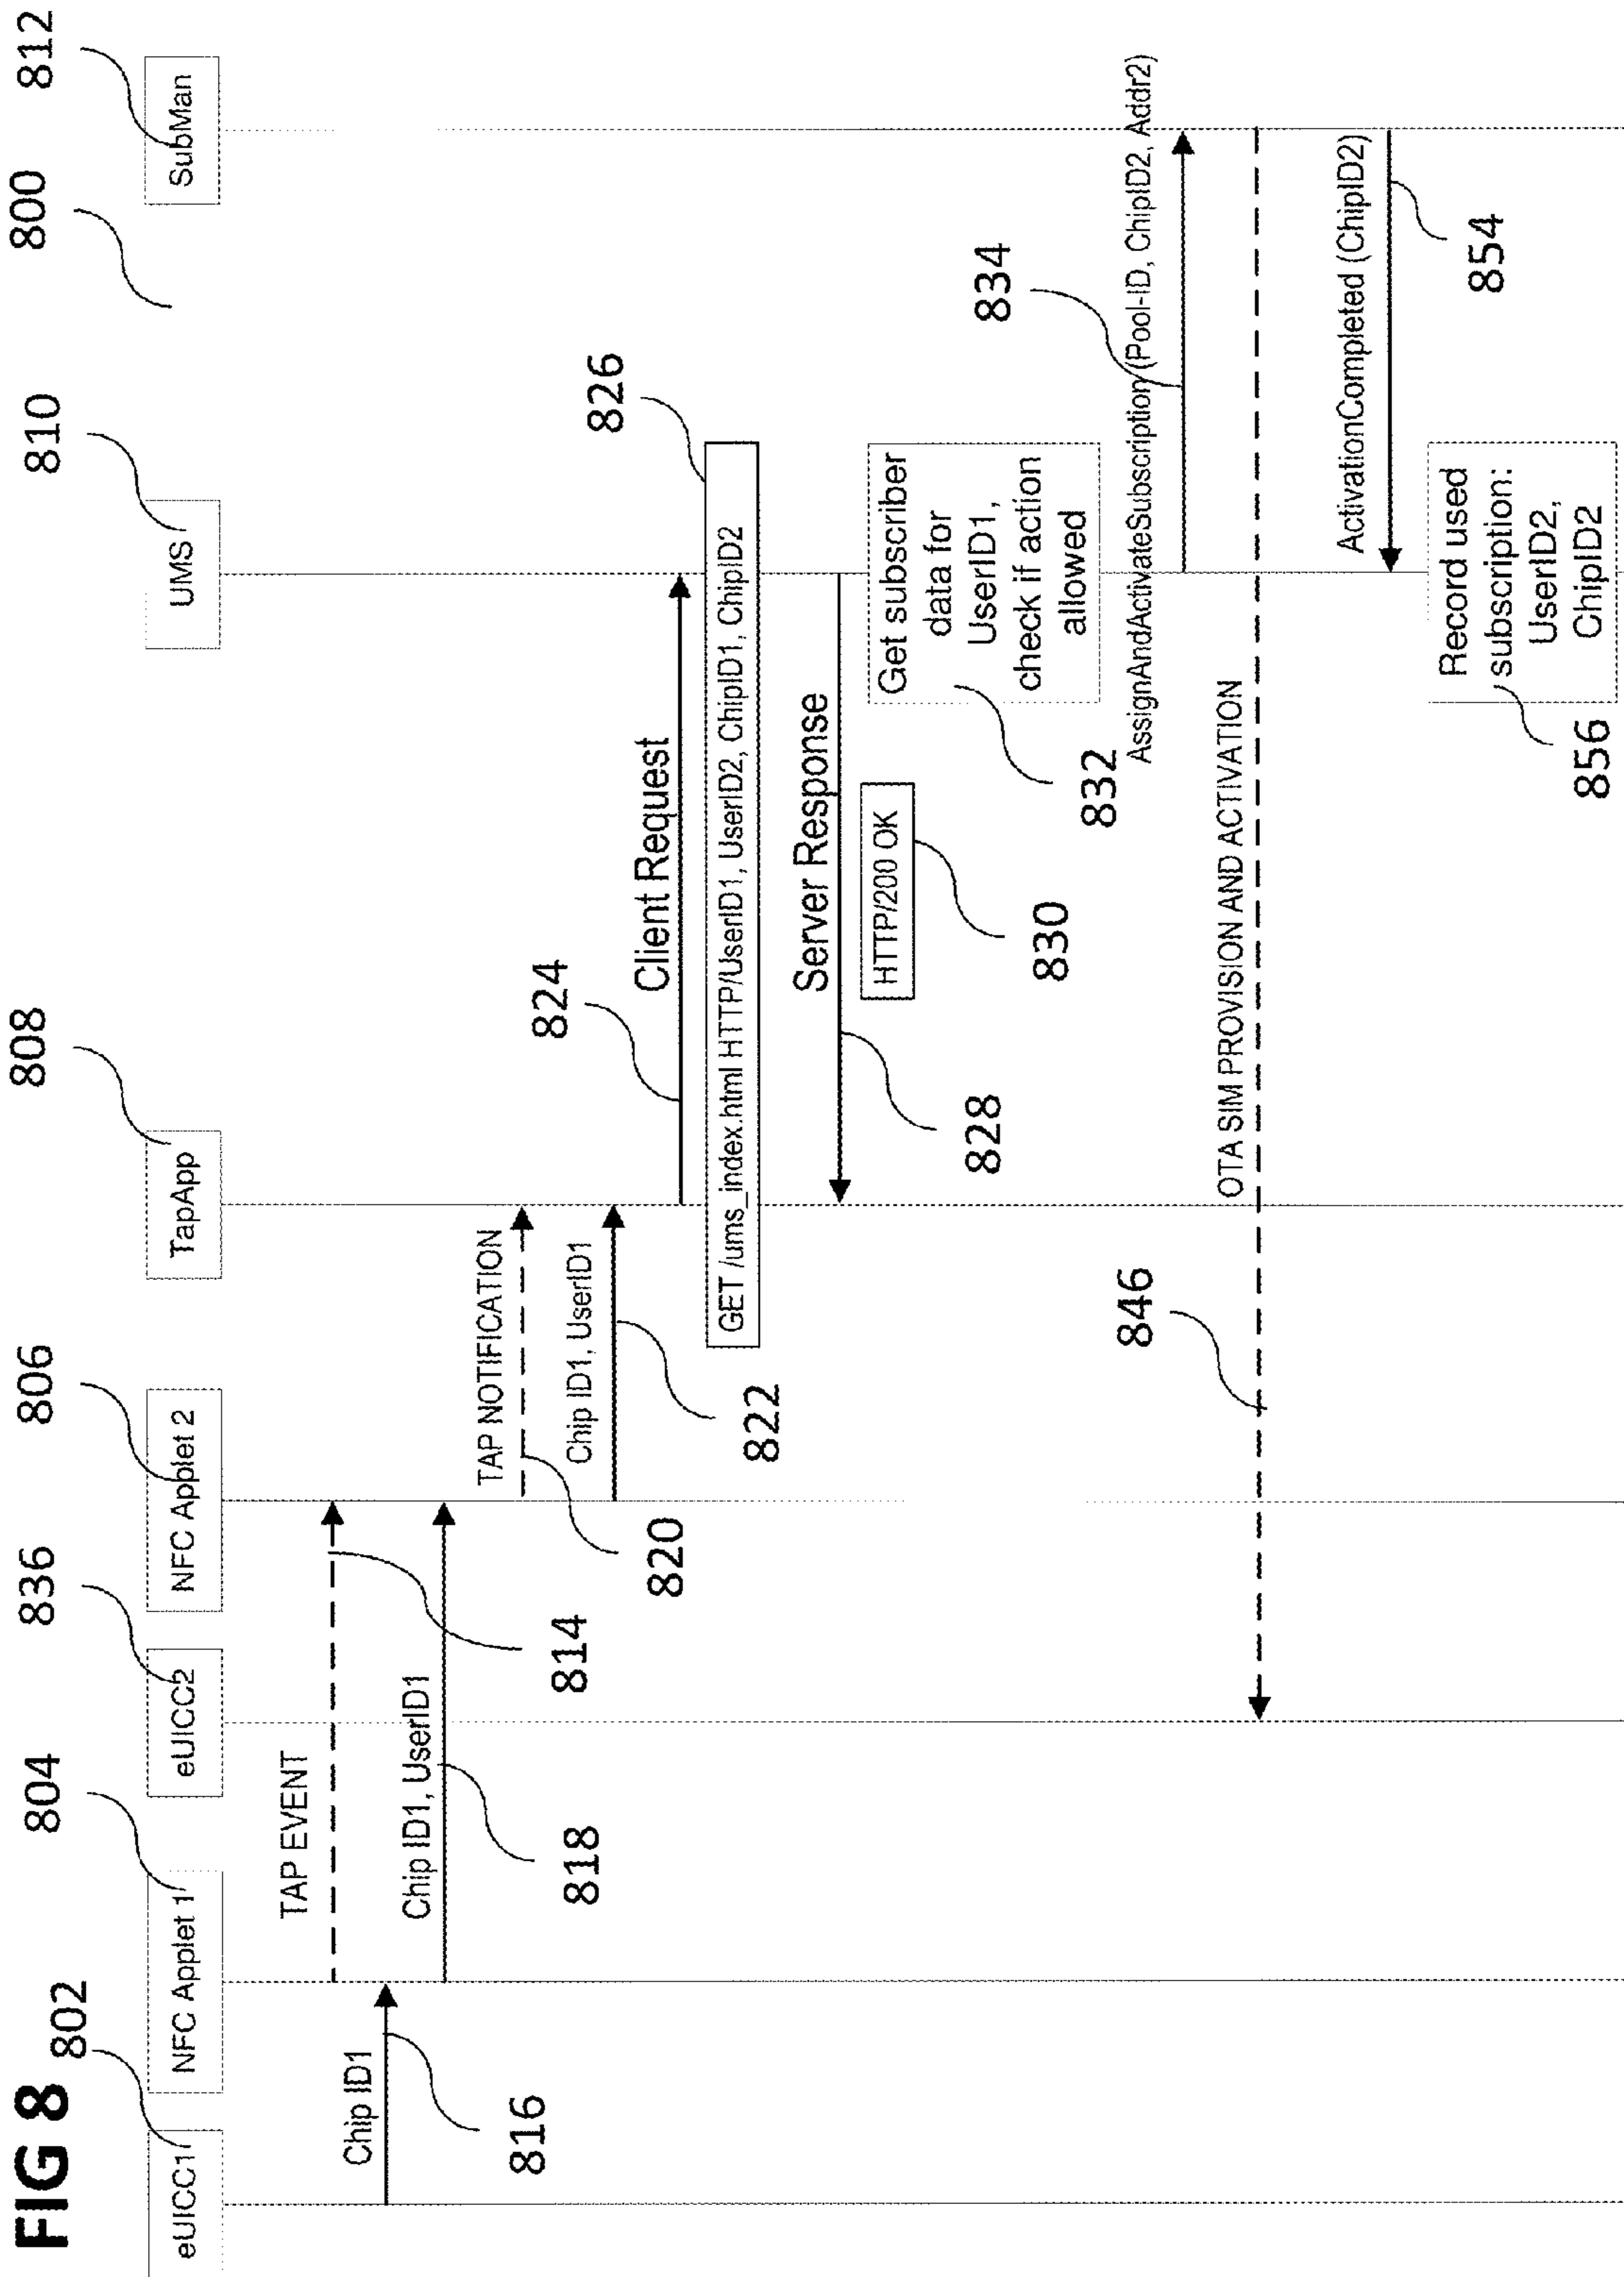 FIG 8
802
804
836
806
808
810
800
812
eUICC1
NFC Applet 1
eUICC2
NFC Applet 2
TapApp
UMS
SubMan
TAP EVENT
814
Chip ID1
816
Chip ID1, UserID1
818
TAP NOTIFICATION
820
Chip ID1, UserID1
822
824
Client Request
826
GET /ums_index.html HTTP/UserID1, UserID2, ChipID1, ChipID2
Server Response
828
HTTP/200 OK
830
Get subscriber
data for
UserID1,
check if action
allowed
832
834
AssignAndActivateSubscription (Pool-ID, ChipID2, Addr2)
OTA SIM PROVISION AND ACTIVATION
846
ActivationCompleted (ChipID2)
854
Record used
subscription:
UserID2,
ChipID2
856